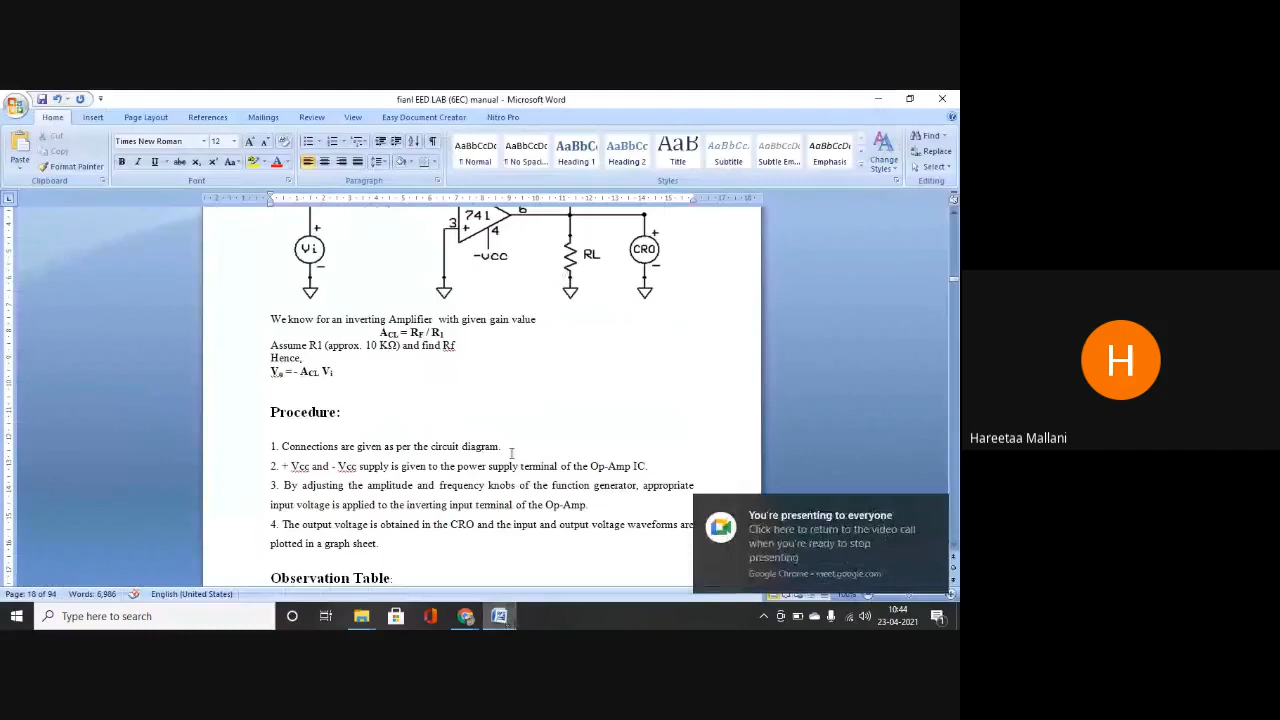 fianl EED LAB (6EC) manual - Microsoft Word
Home Insert Page Layout References Mailings Review View Easy Document Creator Nitro Pro
Paste
Cut
Copy
Format Painter
Clipboard
Times New Roman 12
Font
Paragraph
AaBbCcDc AaBbCcDc AaBbC AaBbCc AaB AaBbCc. AaBbCcDt AaBbCcDt
¶ Normal ¶ No Spaci... Heading 1 Heading 2 Title Subtitle Subtle Em... Emphasis
Change
Styles
Styles
Find
Replace
Select
Editing
741
3
6
4
+
-VCC
Vi
RL
CRO
We know for an inverting Amplifier with given gain value
ACL = RF / R1
Assume R1 (approx. 10 KΩ) and find Rf
Hence,
Vo = - ACL Vi
Procedure:
1. Connections are given as per the circuit diagram.
2. + Vcc and - Vcc supply is given to the power supply terminal of the Op-Amp IC.
3. By adjusting the amplitude and frequency knobs of the function generator, appropriate
input voltage is applied to the inverting input terminal of the Op-Amp.
4. The output voltage is obtained in the CRO and the input and output voltage waveforms are
plotted in a graph sheet.
Observation Table:
You're presenting to everyone
Click here to return to the video call
when you're ready to stop
presenting
Google Chrome • meet.google.com
Page: 18 of 94 Words: 6,986 English (United States)
Type here to search
10:44
23-04-2021
H
Hareetaa Mallani